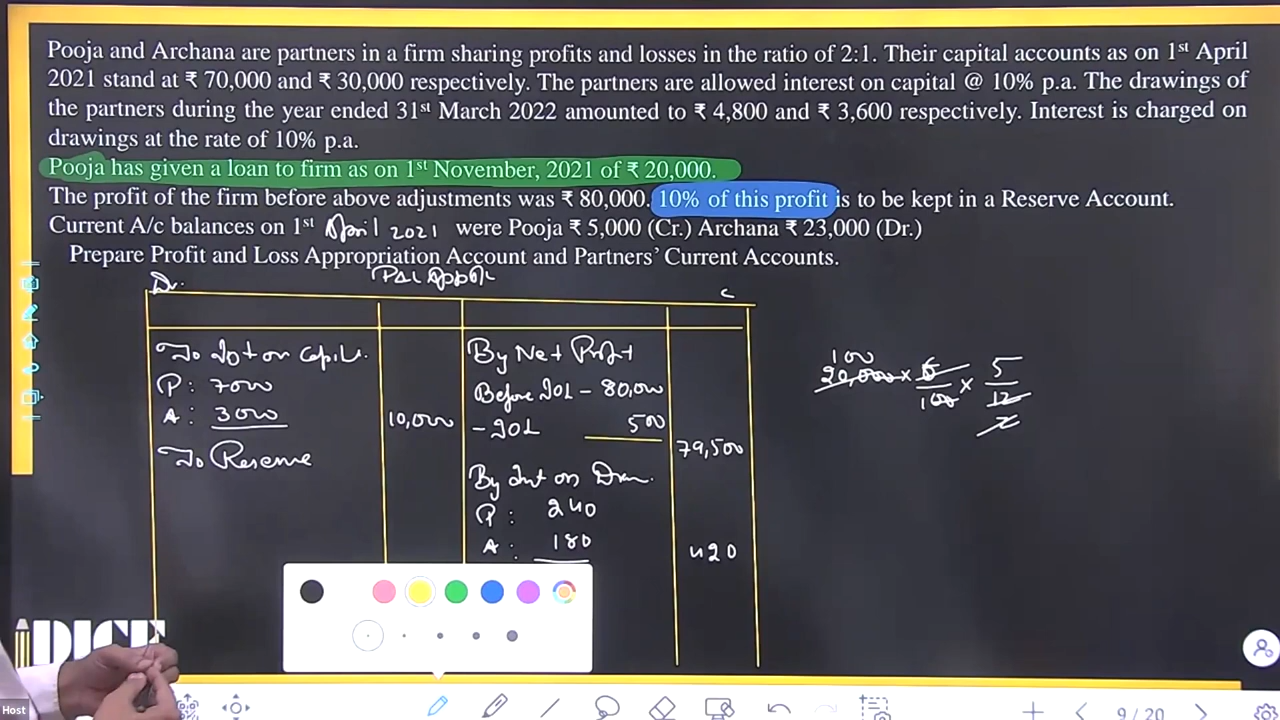 Pooja and Archana are partners in a firm sharing profits and losses in the ratio of 2:1. Their capital accounts as on 1st April
2021 stand at ₹ 70,000 and ₹ 30,000 respectively. The partners are allowed interest on capital @ 10% p.a. The drawings of
the partners during the year ended 31st March 2022 amounted to ₹ 4,800 and ₹ 3,600 respectively. Interest is charged on
drawings at the rate of 10% p.a.
Pooja has given a loan to firm as on 1st November, 2021 of ₹ 20,000.
The profit of the firm before above adjustments was ₹ 80,000. 10% of this profit is to be kept in a Reserve Account.
Current A/c balances on 1st April 2021 were Pooja ₹ 5,000 (Cr.) Archana ₹ 23,000 (Dr.)
Prepare Profit and Loss Appropriation Account and Partners' Current Accounts.
Dr. P&L Appr C
To Int on Capital. By Net Profit
P: 7000 Before IOL - 80,000
A: 3000 10,000 - IOL 500
79,500
To Reserve
By Int on Draw.
P: 240
A: 180 420
100
20,000 × 6/100 × 5/12
2
DICE
Host
9 / 20